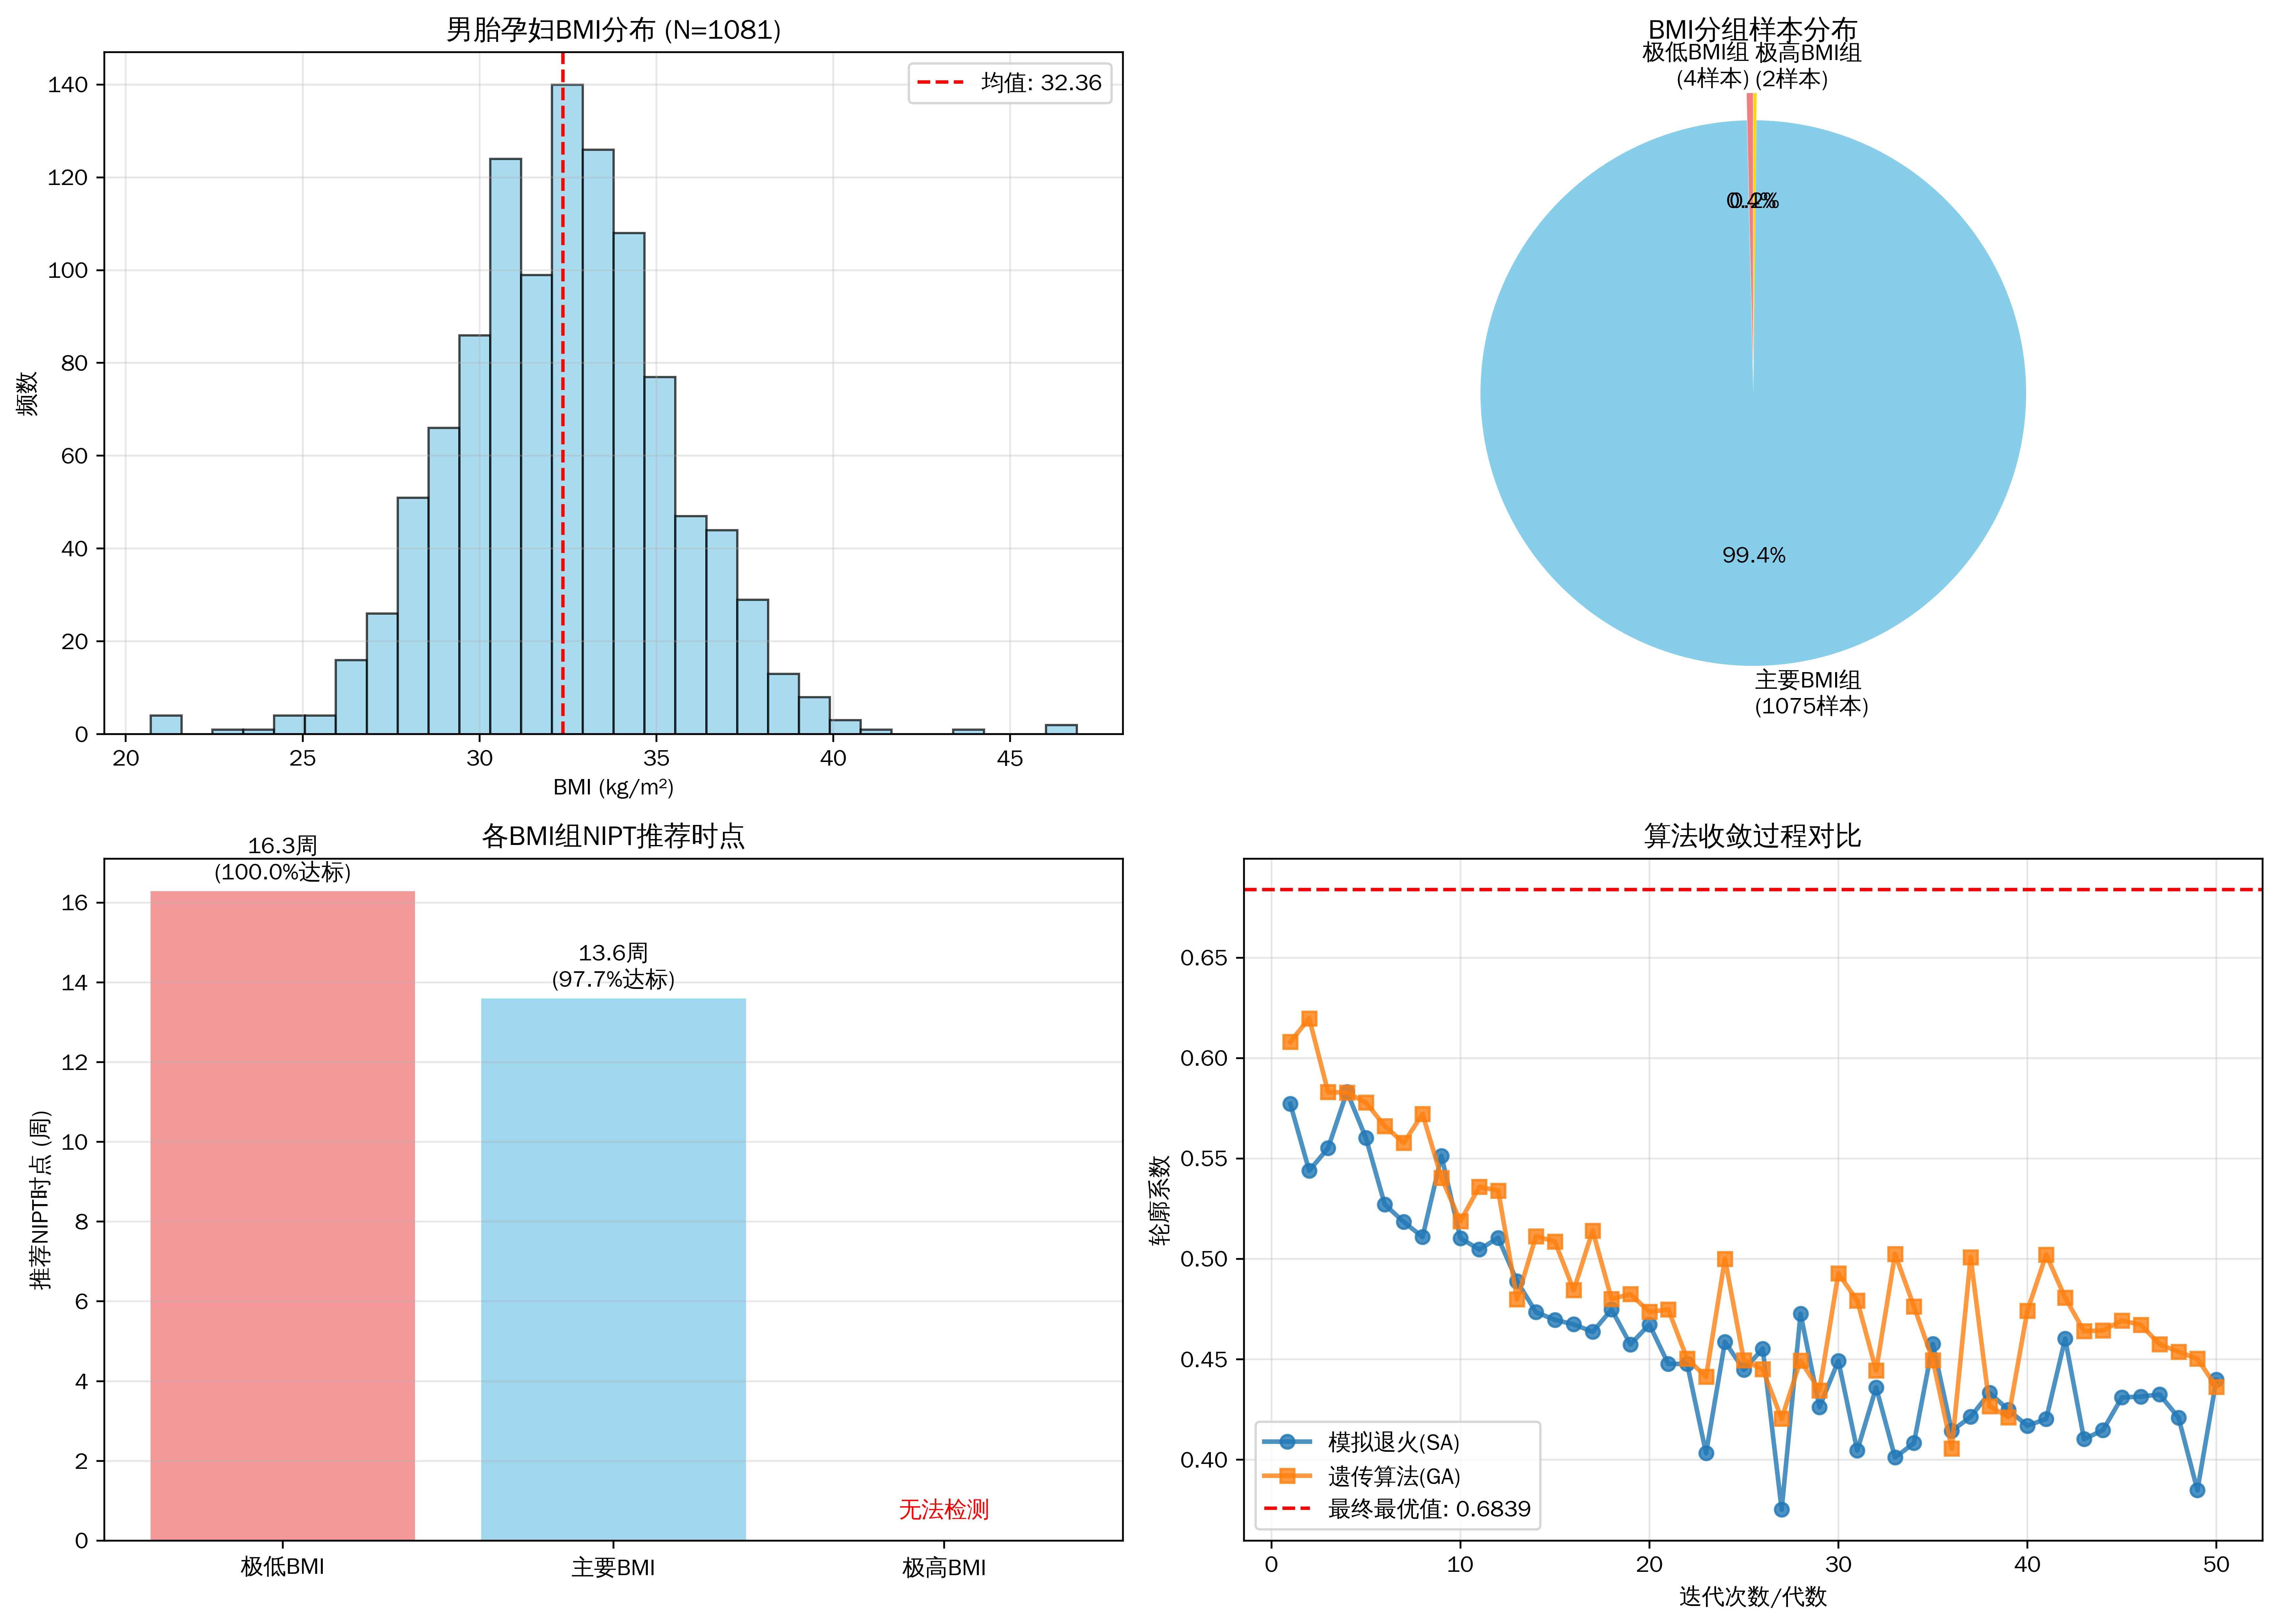 男胎孕妇BMI分布 (N=1081)
均值: 32.36
140
120
100
80
60
40
20
0
频数
20 25 30 35 40 45
BMI (kg/m²)
BMI分组样本分布
极低BMI组
(4样本)
极高BMI组
(2样本)
0.4%
0.2%
99.4%
主要BMI组
(1075样本)
各BMI组NIPT推荐时点
16.3周
(100.0%达标)
13.6周
(97.7%达标)
无法检测
16
14
12
10
8
6
4
2
0
推荐NIPT时点 (周)
极低BMI 主要BMI 极高BMI
算法收敛过程对比
0.65
0.60
0.55
0.50
0.45
0.40
轮廓系数
模拟退火(SA)
遗传算法(GA)
最终最优值: 0.6839
0 10 20 30 40 50
迭代次数/代数